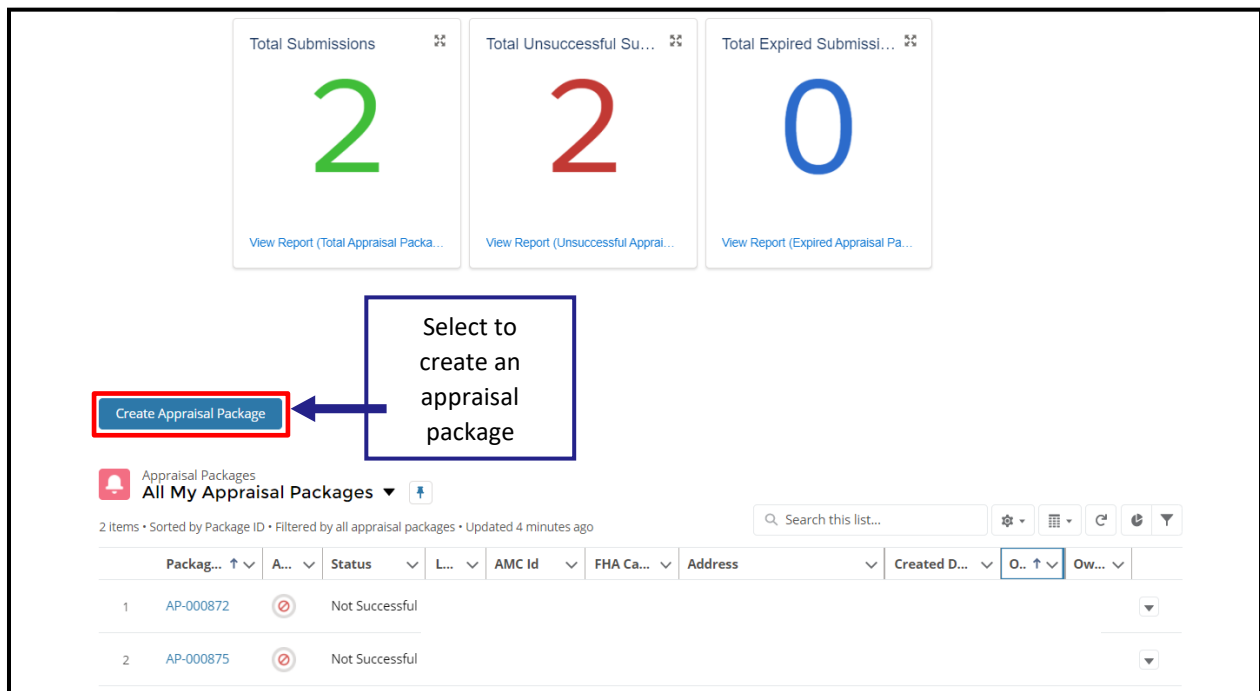 Total Submissions
Total Unsuccessful Su...
Total Expired Submissi...
2
2
0
View Report (Total Appraisal Packa...
View Report (Unsuccessful Apprai...
View Report (Expired Appraisal Pa...
Select to
create an
appraisal
package
Create Appraisal Package
Appraisal Packages
All My Appraisal Packages
2 items • Sorted by Package ID • Filtered by all appraisal packages • Updated 4 minutes ago
Search this list...
Packag... A... Status L... AMC Id FHA Ca... Address Created D... O.. Ow...
1 AP-000872 Not Successful
2 AP-000875 Not Successful